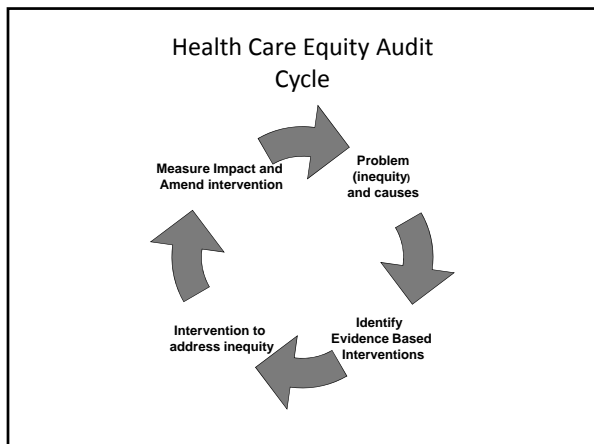 Health Care Equity Audit
Cycle
Problem
(inequity)
and causes
Identify
Evidence Based
Interventions
Intervention to
address inequity
Measure Impact and
Amend intervention